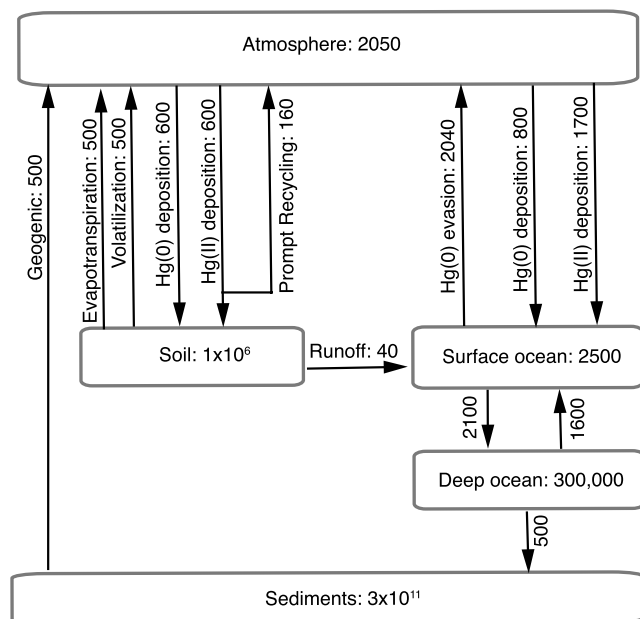 Atmosphere: 2050
Geogenic: 500
Evapotranspiration: 500
Volatilization: 500
Hg(0) deposition: 600
Hg(II) deposition: 600
Prompt Recycling: 160
Hg(0) evasion: 2040
Hg(0) deposition: 800
Hg(II) deposition: 1700
Soil: 1x10⁶
Runoff: 40
Surface ocean: 2500
2100
1600
Deep ocean: 300,000
500
Sediments: 3x10¹¹